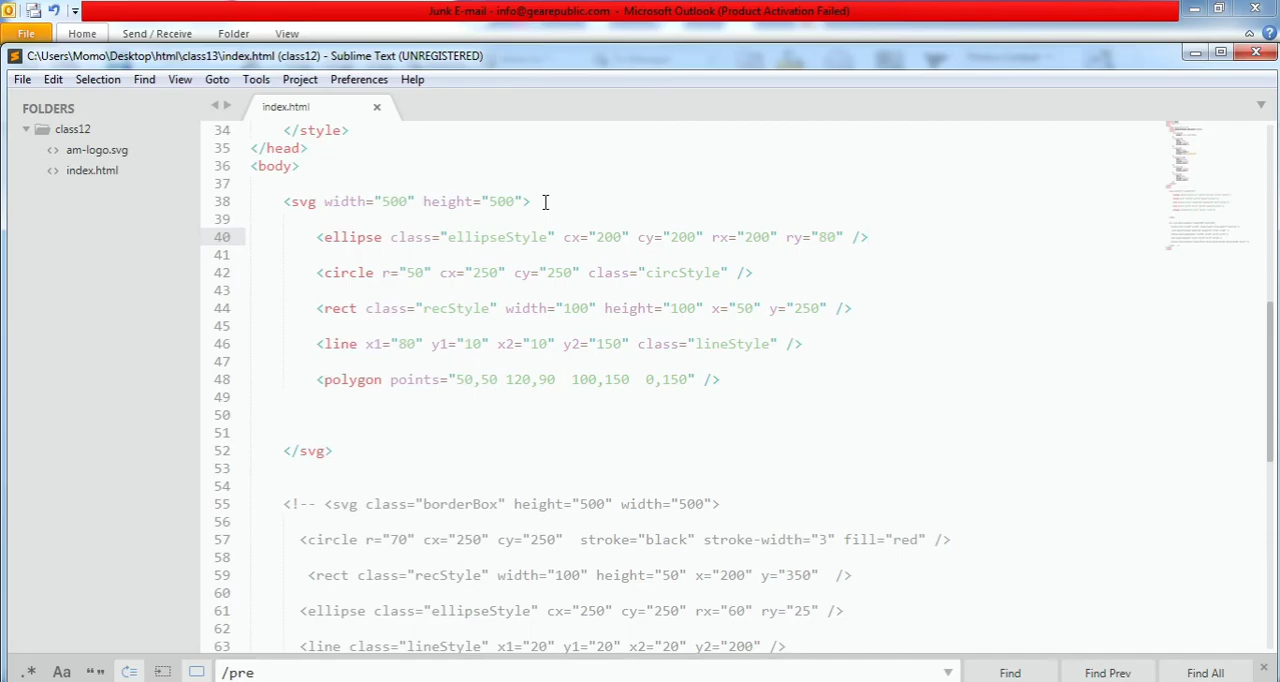 Junk E-mail - info@gearepublic.com - Microsoft Outlook (Product Activation Failed)
File Home Send / Receive Folder View
C:\Users\Momo\Desktop\html\class13\index.html (class12) - Sublime Text (UNREGISTERED)
File Edit Selection Find View Goto Tools Project Preferences Help
FOLDERS
class12
am-logo.svg
index.html
index.html
34 </style>
35 </head>
36 <body>
37
38 <svg width="500" height="500">
39
40 <ellipse class="ellipseStyle" cx="200" cy="200" rx="200" ry="80" />
41
42 <circle r="50" cx="250" cy="250" class="circStyle" />
43
44 <rect class="recStyle" width="100" height="100" x="50" y="250" />
45
46 <line x1="80" y1="10" x2="10" y2="150" class="lineStyle" />
47
48 <polygon points="50,50 120,90  100,150  0,150" />
49
50
51
52 </svg>
53
54
55 <!-- <svg class="borderBox" height="500" width="500">
56
57 <circle r="70" cx="250" cy="250"  stroke="black" stroke-width="3" fill="red" />
58
59 <rect class="recStyle" width="100" height="50" x="200" y="350"  />
60
61 <ellipse class="ellipseStyle" cx="250" cy="250" rx="60" ry="25" />
62
63 <line class="lineStyle" x1="20" y1="20" x2="20" y2="200" />
.* Aa “” /pre Find Find Prev Find All